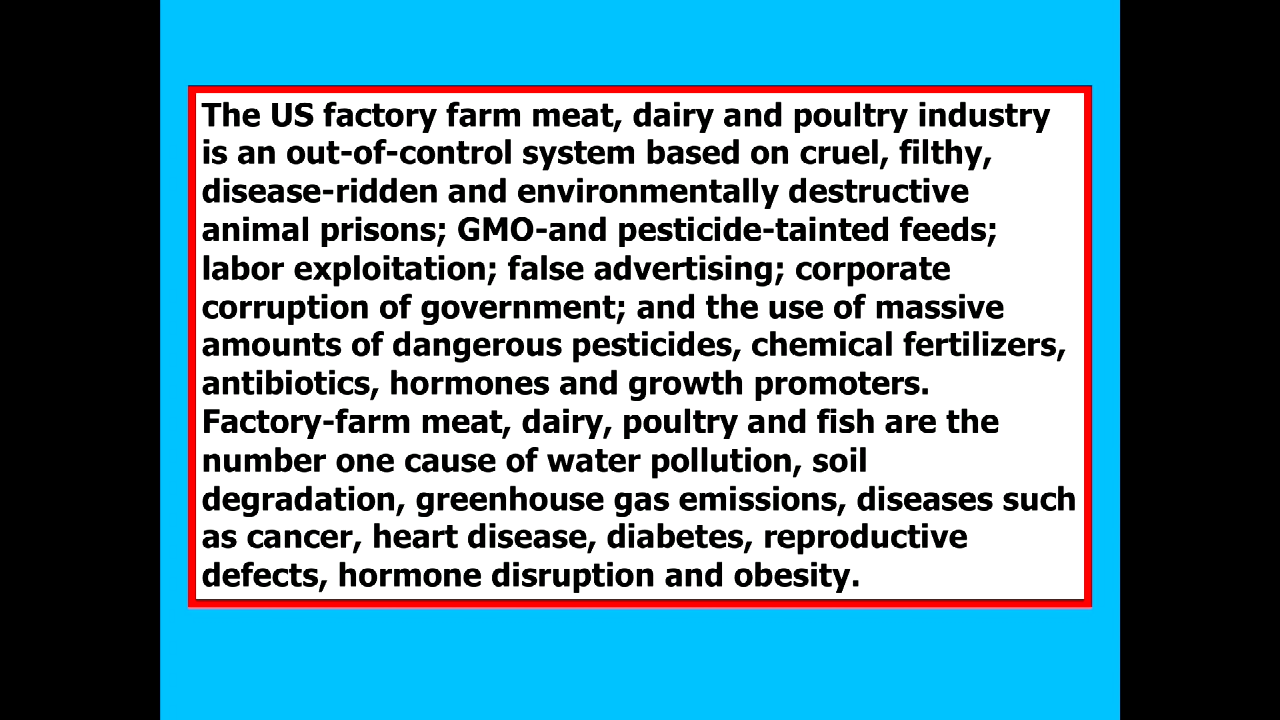 The US factory farm meat, dairy and poultry industry
is an out-of-control system based on cruel, filthy,
disease-ridden and environmentally destructive
animal prisons; GMO-and pesticide-tainted feeds;
labor exploitation; false advertising; corporate
corruption of government; and the use of massive
amounts of dangerous pesticides, chemical fertilizers,
antibiotics, hormones and growth promoters.
Factory-farm meat, dairy, poultry and fish are the
number one cause of water pollution, soil
degradation, greenhouse gas emissions, diseases such
as cancer, heart disease, diabetes, reproductive
defects, hormone disruption and obesity.